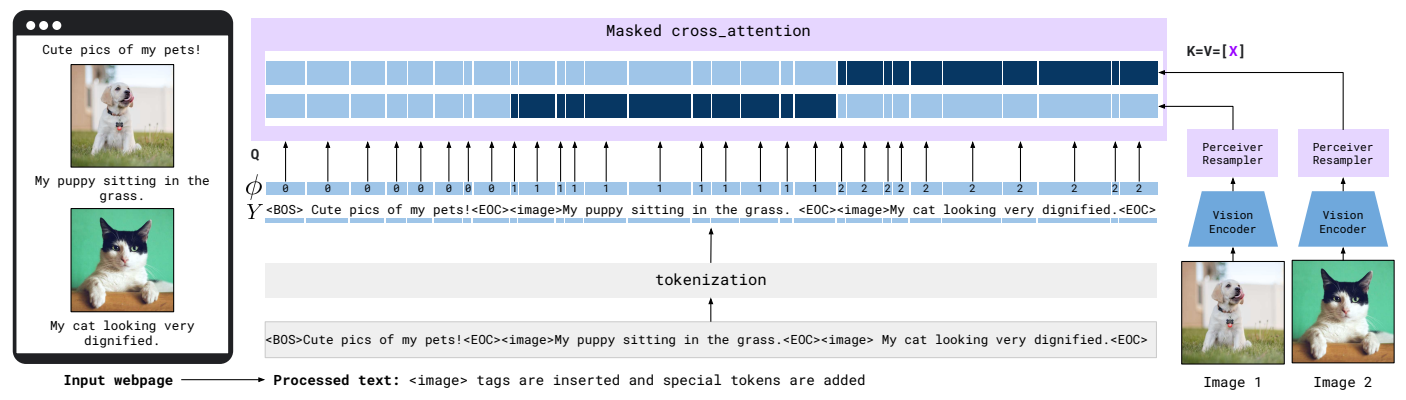 Cute pics of my pets!
My puppy sitting in the
grass.
My cat looking very
dignified.
Input webpage
Masked cross_attention
K=V=[X]
Q
ϕ
0 0 0 0 0 0 0 0 1 1 1 1 1 1 1 1 1 1 1 1 2 2 2 2 2 2 2 2 2 2
Y
<BOS> Cute pics of my pets!<EOC><image>My puppy sitting in the grass. <EOC><image>My cat looking very dignified.<EOC>
tokenization
<BOS>Cute pics of my pets!<EOC><image>My puppy sitting in the grass.<EOC><image> My cat looking very dignified.<EOC>
Processed text: <image> tags are inserted and special tokens are added
Perceiver
Resampler
Perceiver
Resampler
Vision
Encoder
Vision
Encoder
Image 1
Image 2